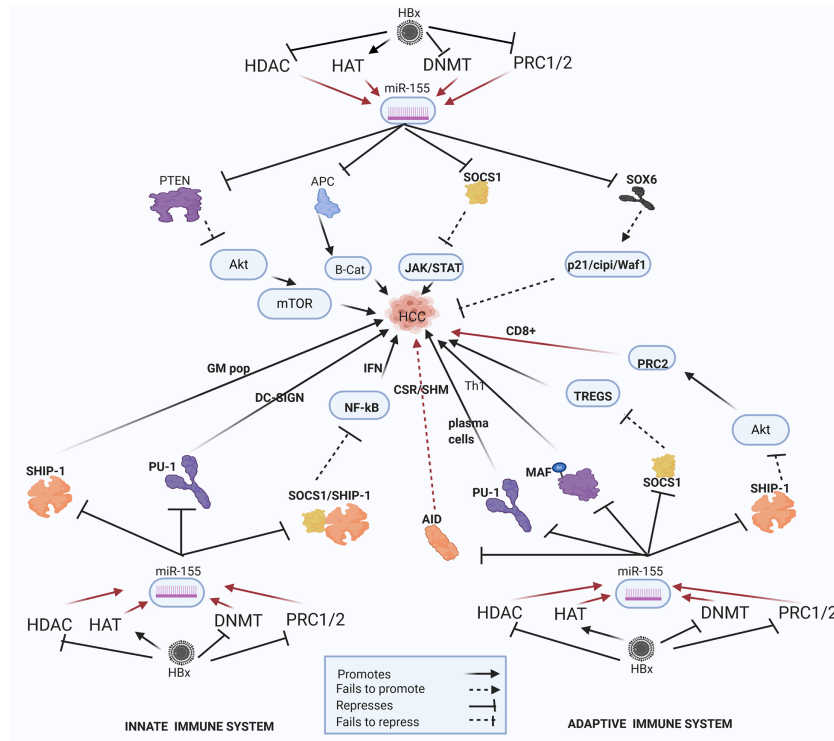 HBx
HDAC
HAT
DNMT
PRC1/2
miR-155
PTEN
APC
SOCS1
SOX6
Akt
B-Cat
JAK/STAT
p21/cipi/Waf1
mTOR
HCC
CD8+
GM pop
IFN
PRC2
DC-SIGN
CSR/SHM
Th1
NF-kB
TREGS
plasma
cells
Akt
SHIP-1
PU-1
MAF
AC
SOCS1
SHIP-1
SOCS1/SHIP-1
PU-1
AID
miR-155
miR-155
HDAC
HAT
DNMT
PRC1/2
HDAC
HAT
DNMT
PRC1/2
HBx
HBx
Promotes
Fails to promote
Represses
Fails to repress
INNATE IMMUNE SYSTEM
ADAPTIVE IMMUNE SYSTEM